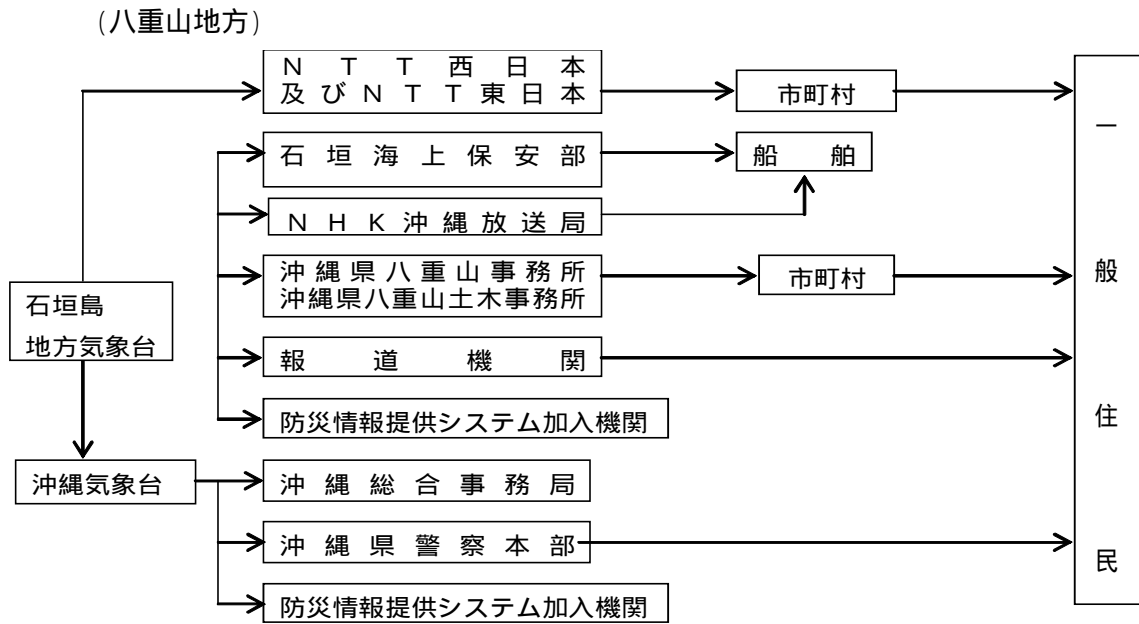 (八重山地方)
NTT西日本
及びNTT東日本
市町村
石垣海上保安部
船舶
NHK沖縄放送局
沖縄県八重山事務所
沖縄県八重山土木事務所
市町村
石垣島
地方気象台
報道機関
防災情報提供システム加入機関
沖縄気象台
沖縄総合事務局
沖縄県警察本部
防災情報提供システム加入機関
一般住民